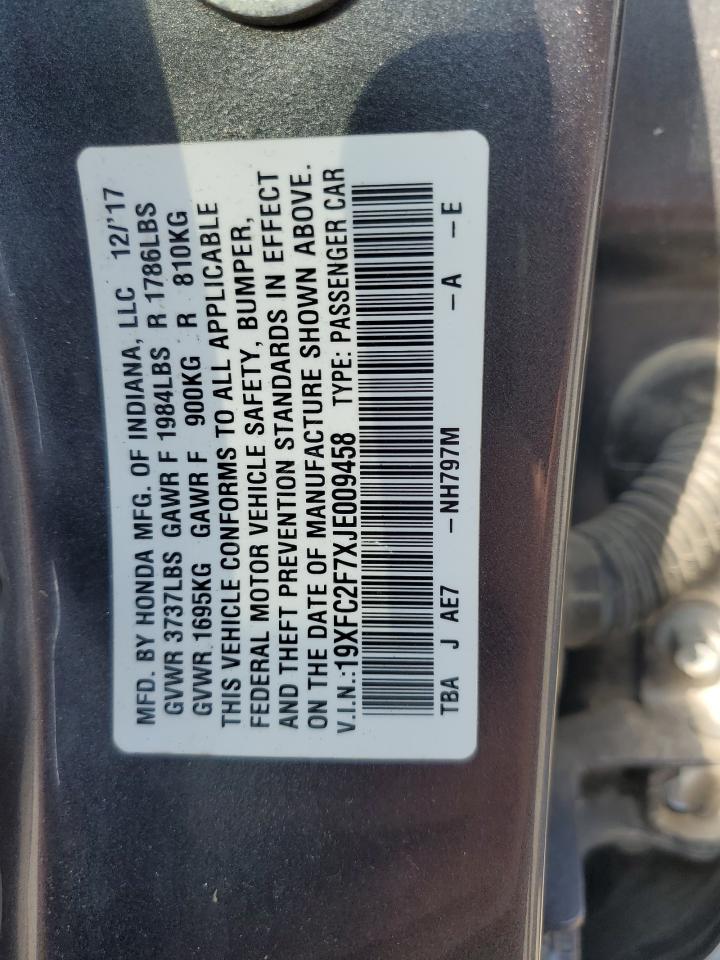 MFD. BY HONDA MFG. OF INDIANA, LLC 12/'17
GVWR 3737LBS GAWR F 1984LBS R 1786LBS
GVWR 1695KG GAWR F 900KG R 810KG
THIS VEHICLE CONFORMS TO ALL APPLICABLE
FEDERAL MOTOR VEHICLE SAFETY, BUMPER,
AND THEFT PREVENTION STANDARDS IN EFFECT
ON THE DATE OF MANUFACTURE SHOWN ABOVE.
V.I.N.:19XFC2F7XJE009458 TYPE: PASSENGER CAR
TBA J AE7 -NH797M -A -E